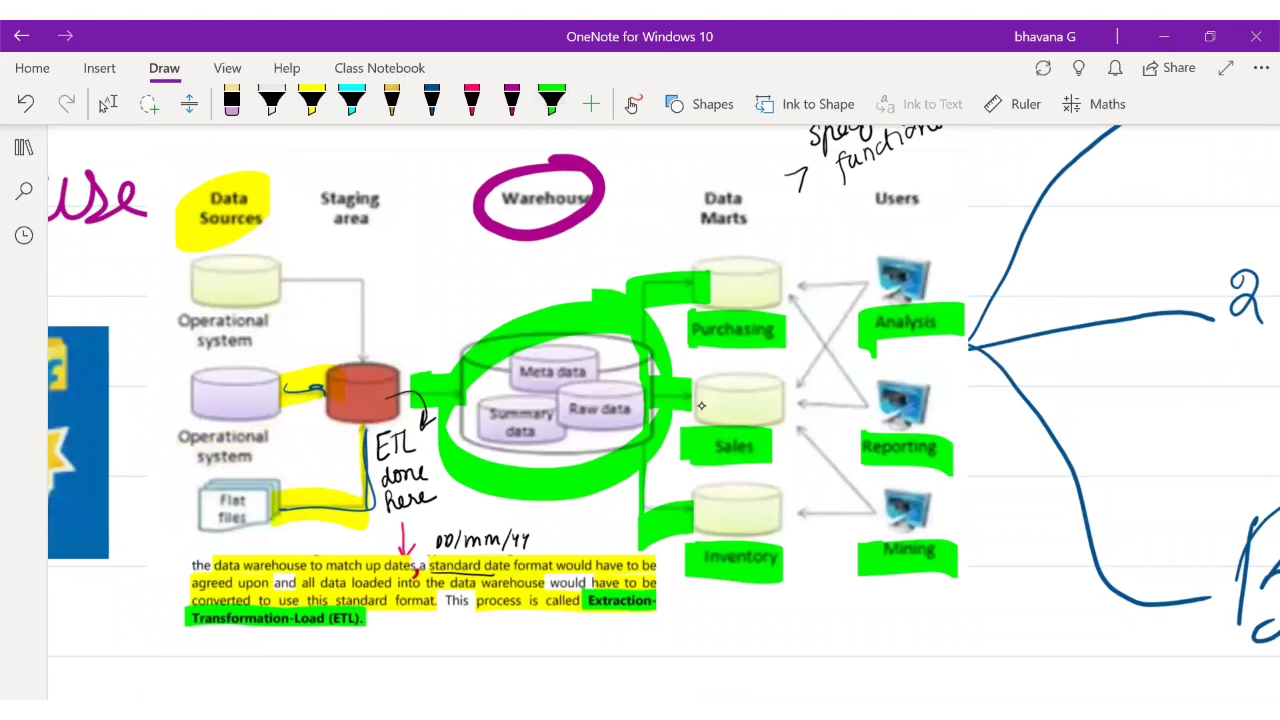 OneNote for Windows 10
bhavana G
Home Insert Draw View Help Class Notebook
Share
Shapes
Ink to Shape
Ink to Text
Ruler
Maths
functions
use
Data Sources
Staging area
Warehouse
Data Marts
Users
Operational system
Purchasing
Analysis
Meta data
Summary data
Raw data
Operational system
ETL
done
here
Sales
Reporting
Flat files
Inventory
Mining
DD/mm/yy
the data warehouse to match up dates, a standard date format would have to be
agreed upon and all data loaded into the data warehouse would have to be
converted to use this standard format. This process is called Extraction-
Transformation-Load (ETL).
2